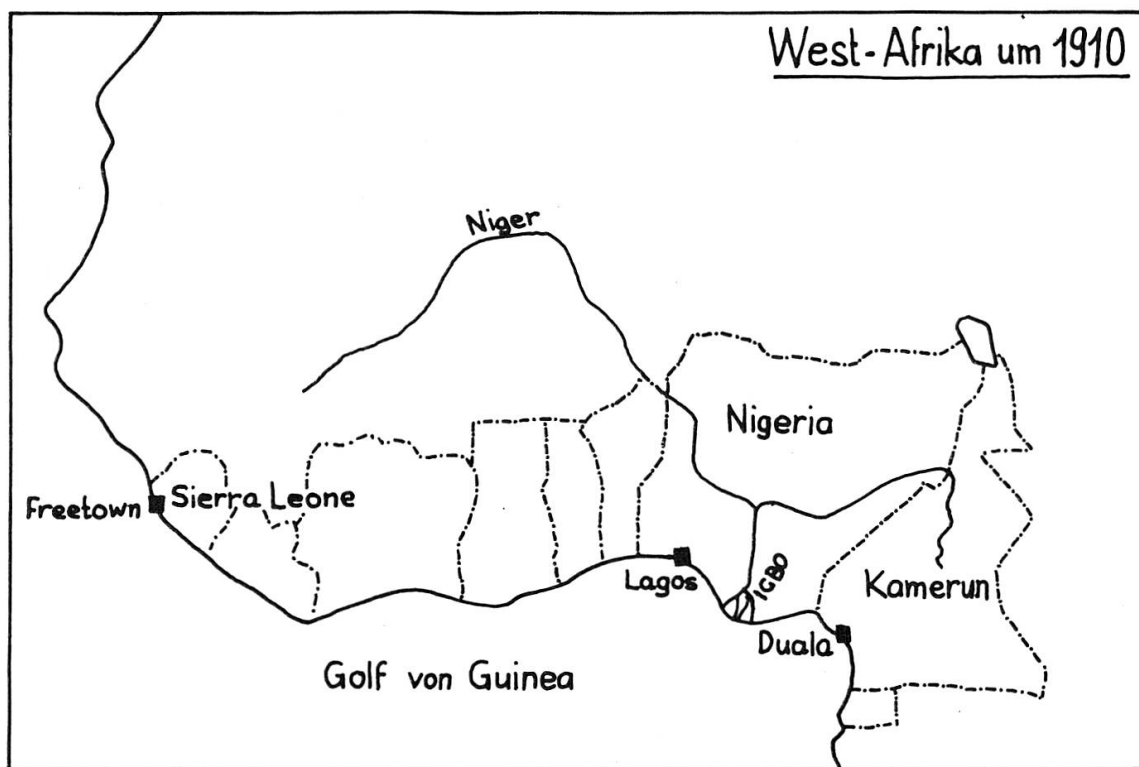 West-Afrika um 1910
Niger
Nigeria
Freetown
Sierra Leone
Lagos
IGBO
Kamerun
Duala
Golf von Guinea